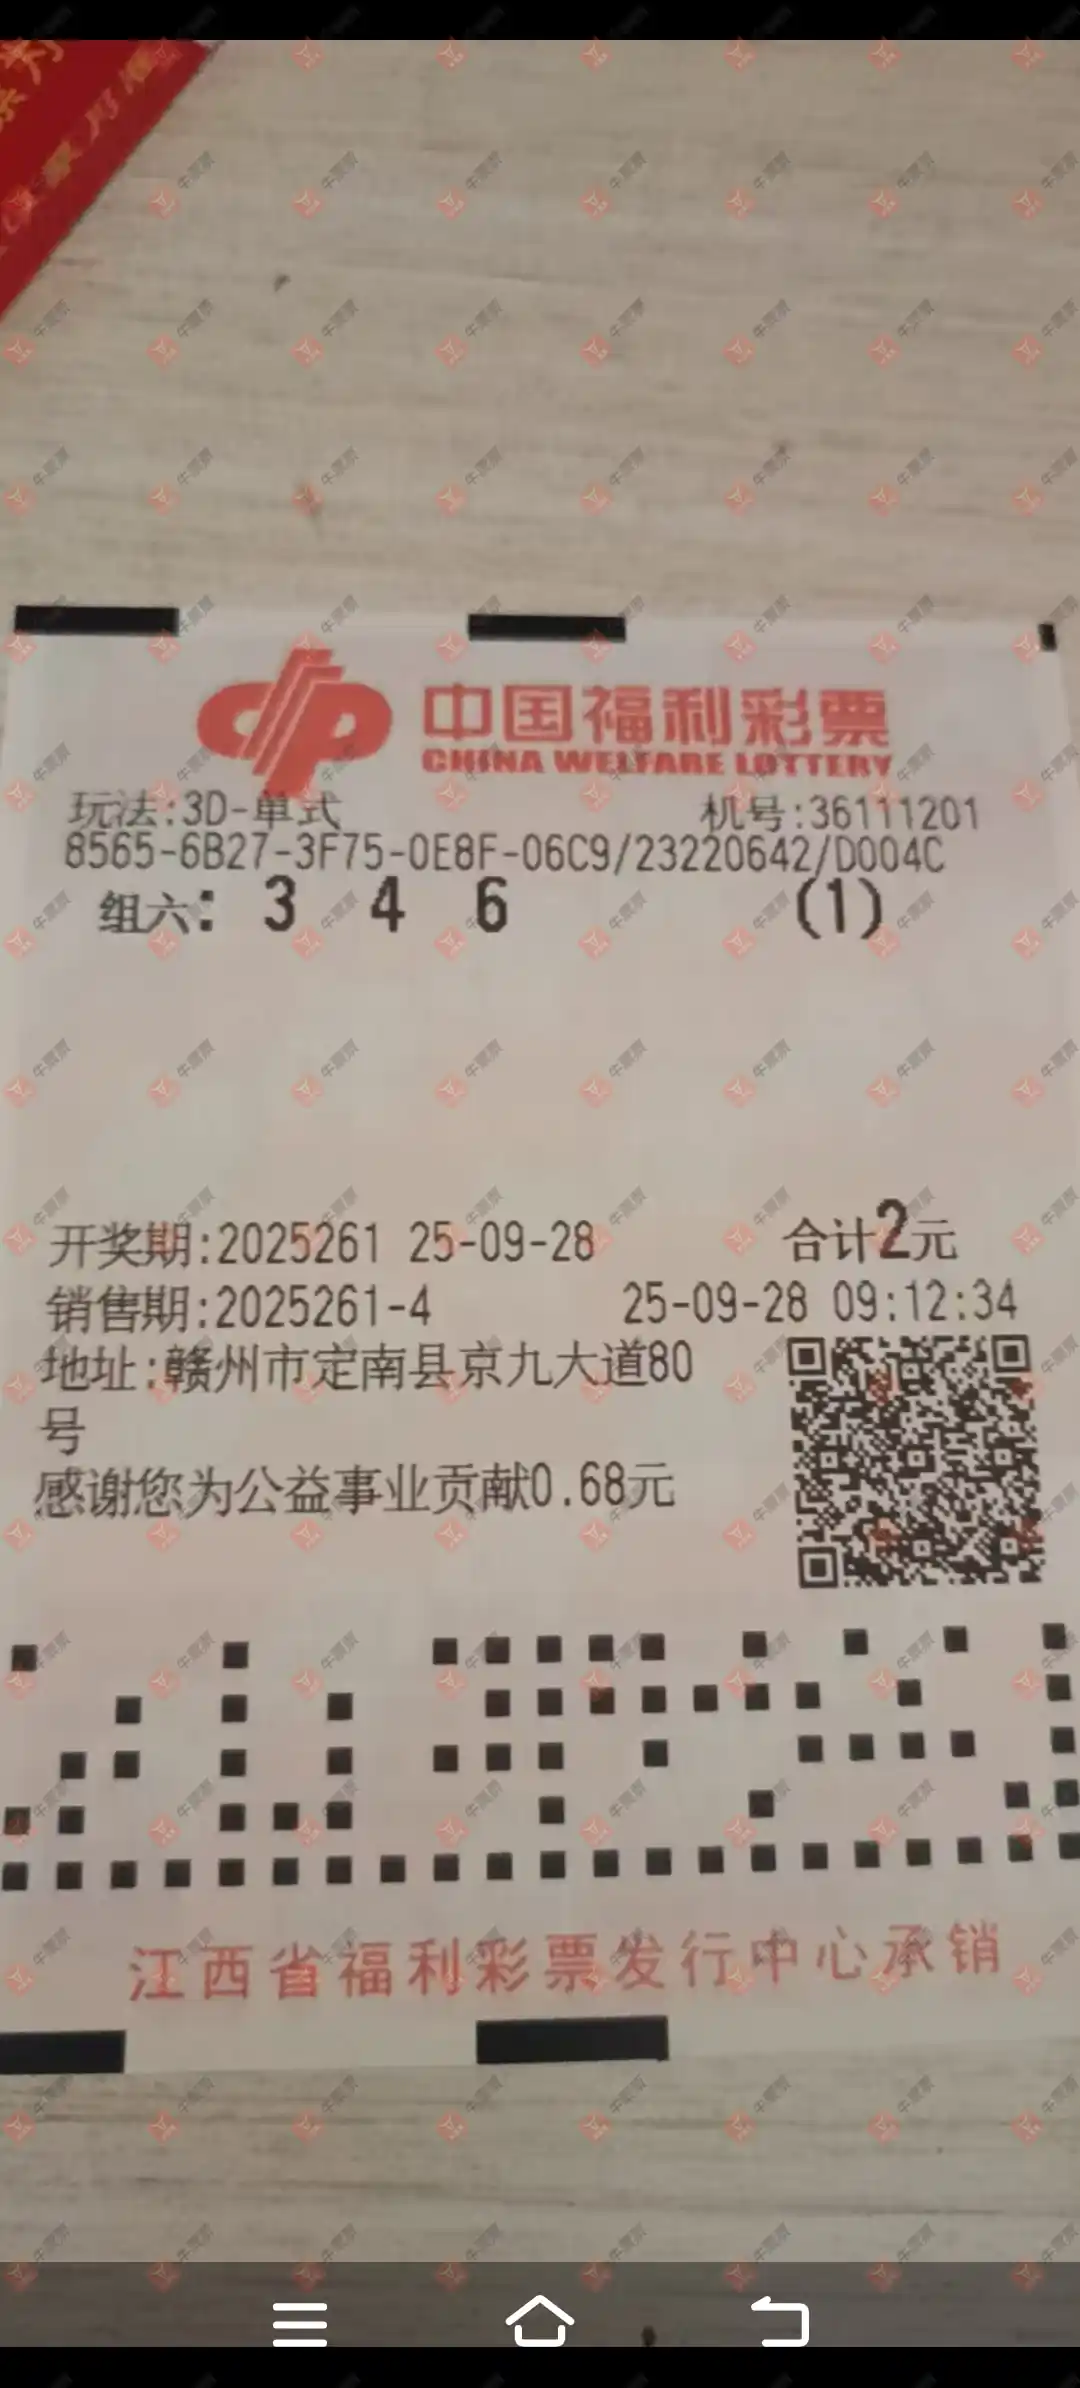 中国福利彩票
CHINA WELFARE LOTTERY
玩法:3D-单式 机号:36111201
8565-6B27-3F75-0E8F-06C9/23220642/D004C
组六: 3 4 6 (1)
开奖期:2025261 25-09-28 合计2元
销售期:2025261-4 25-09-28 09:12:34
地址:赣州市定南县京九大道80
号
感谢您为公益事业贡献0.68元
江西省福利彩票发行中心承销